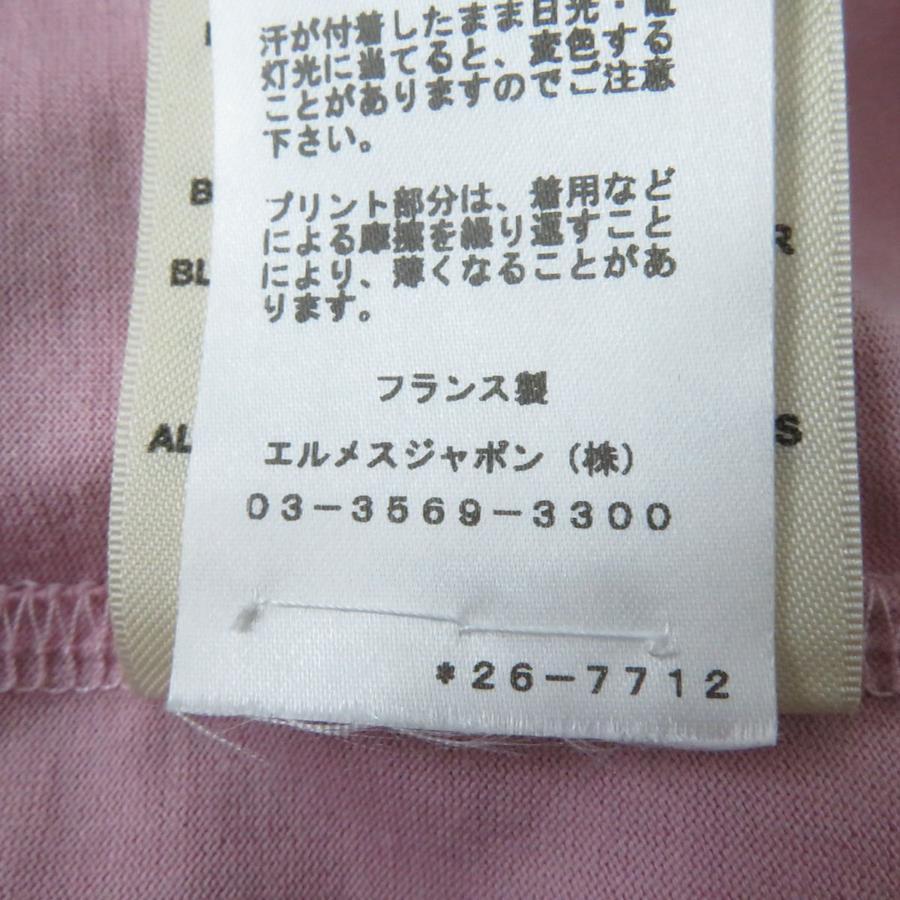 汗が付着したまま日光・電
灯光に当てると、変色する
ことがありますのでご注意
下さい。
プリント部分は、着用など
による摩擦を繰り返すこと
により、薄くなることがあ
ります。
フランス製
エルメスジャポン（株）
03-3569-3300
*26-7712
B
R
BL
AL
S